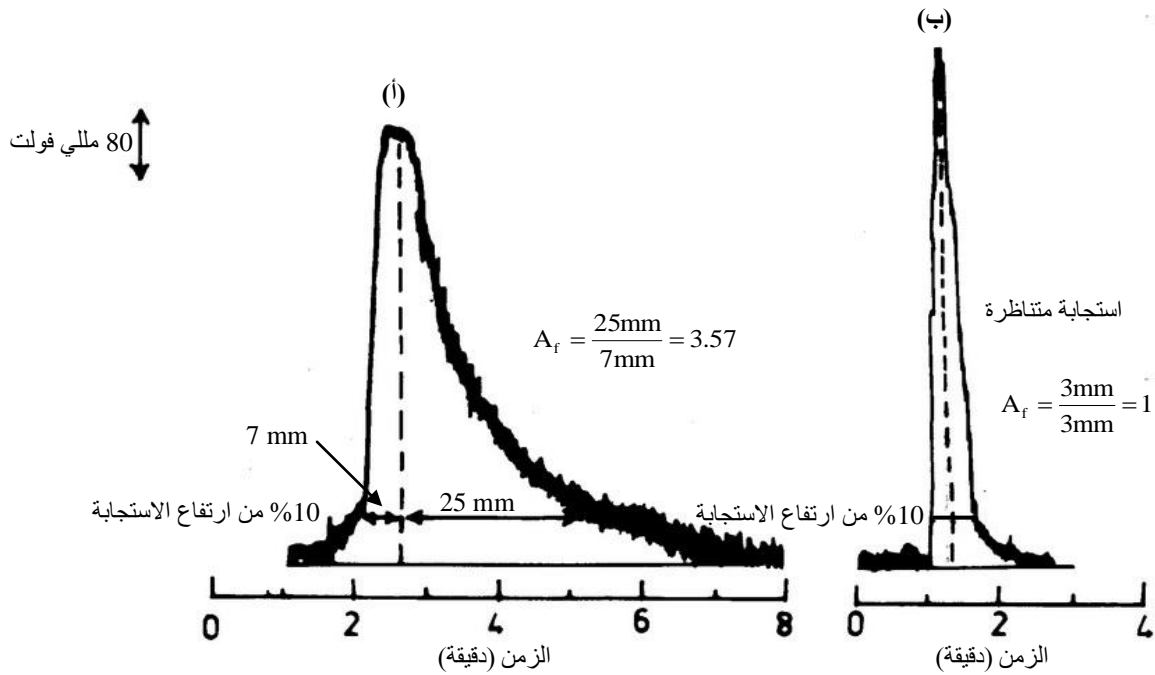 (ب)
(أ)
80 مللي فولت
استجابة متناظرة
A_f = 25mm / 7mm = 3.57
A_f = 3mm / 3mm = 1
7 mm
25 mm
10% من ارتفاع الاستجابة
10% من ارتفاع الاستجابة
0 2 4 6 8
0 2 4
الزمن (دقيقة)
الزمن (دقيقة)